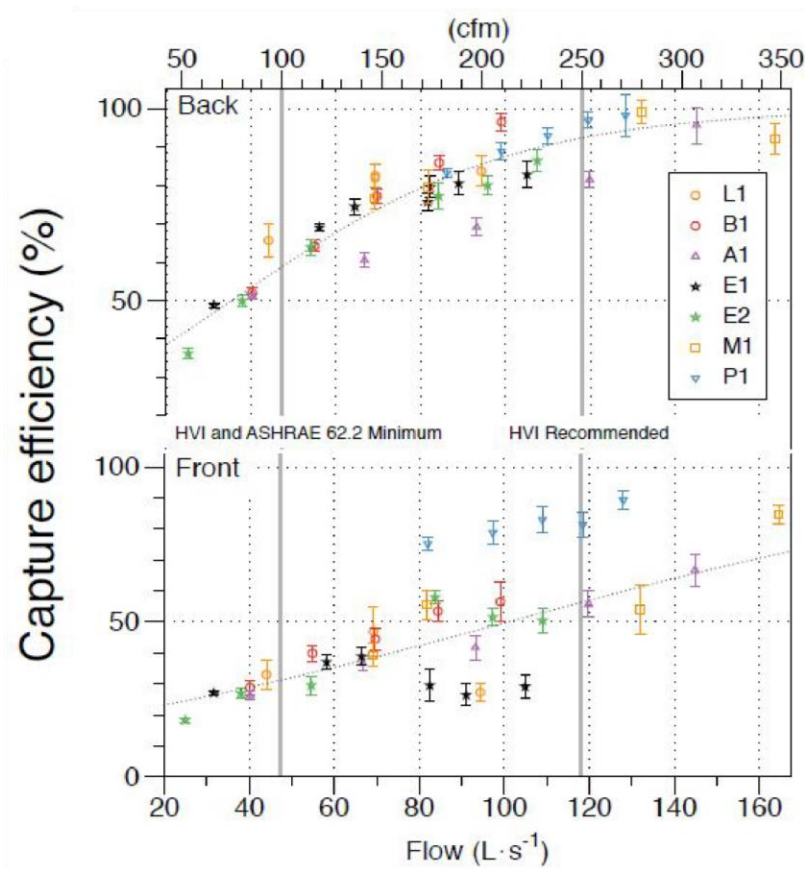 (cfm)
50 100 150 200 250 300 350
100
Back
50
L1
B1
A1
E1
E2
M1
P1
Capture efficiency (%)
HVI and ASHRAE 62.2 Minimum HVI Recommended
100
Front
50
0
20 40 60 80 100 120 140 160
Flow (L·s⁻¹)